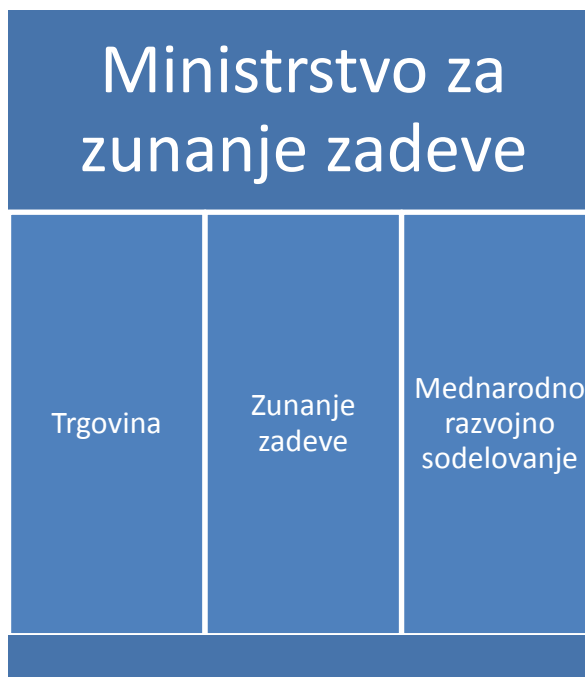 Ministrstvo za
zunanje zadeve
Trgovina
Zunanje
zadeve
Mednarodno
razvojno
sodelovanje